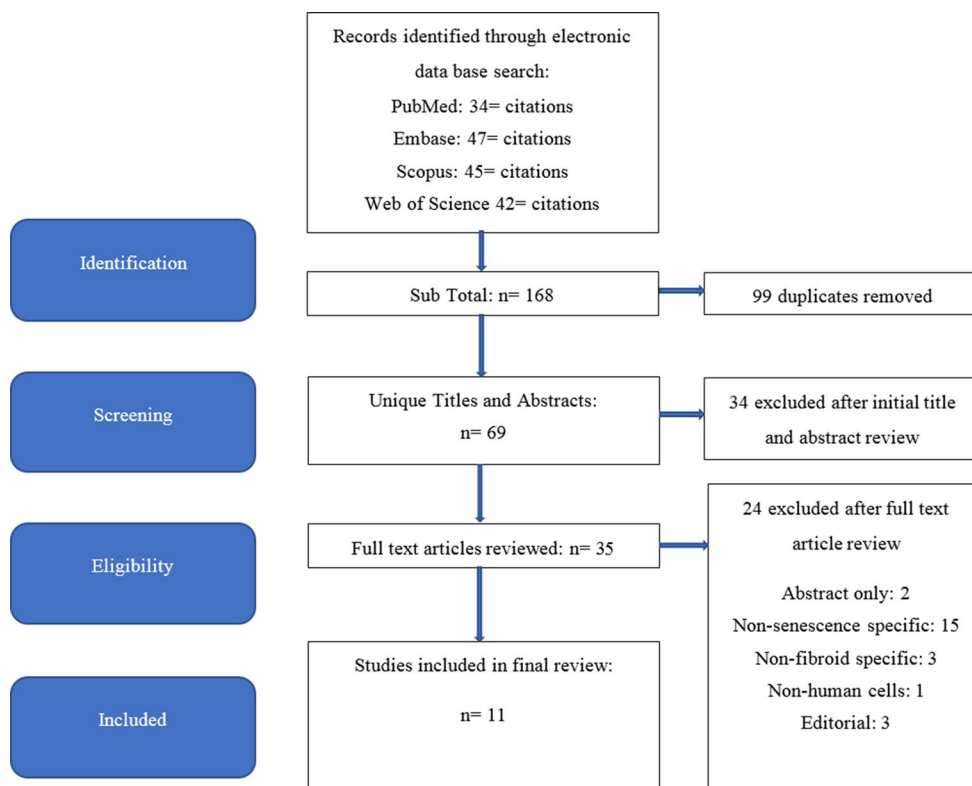 Records identified through electronic
data base search:
PubMed: 34= citations
Embase: 47= citations
Scopus: 45= citations
Web of Science 42= citations
Identification
Sub Total: n= 168
99 duplicates removed
Screening
Unique Titles and Abstracts:
n= 69
34 excluded after initial title
and abstract review
Eligibility
Full text articles reviewed: n= 35
24 excluded after full text
article review
Abstract only: 2
Non-senescence specific: 15
Non-fibroid specific: 3
Non-human cells: 1
Editorial: 3
Included
Studies included in final review:
n= 11